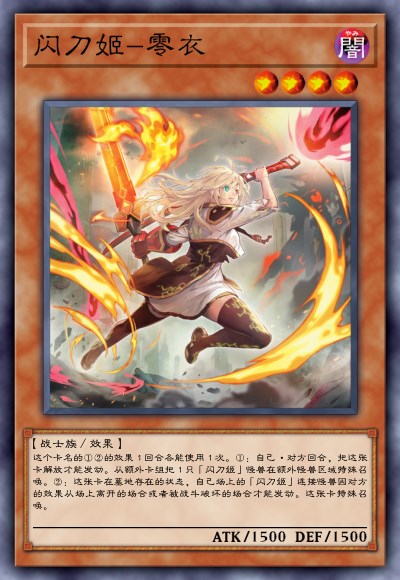 闪刀姬-零衣
やみ
闇
【战士族/效果】
这个卡名的①②的效果1回合各能使用1次。①：自己·对方回合，把这张
卡解放才能发动。从额外卡组把1只「闪刀姬」怪兽在额外怪兽区域特殊召
唤。②：这张卡在墓地存在的状态，自己场上的「闪刀姬」连接怪兽因对方
的效果从场上离开的场合或者被战斗破坏的场合才能发动。这张卡特殊召
唤。
ATK/1500 DEF/1500